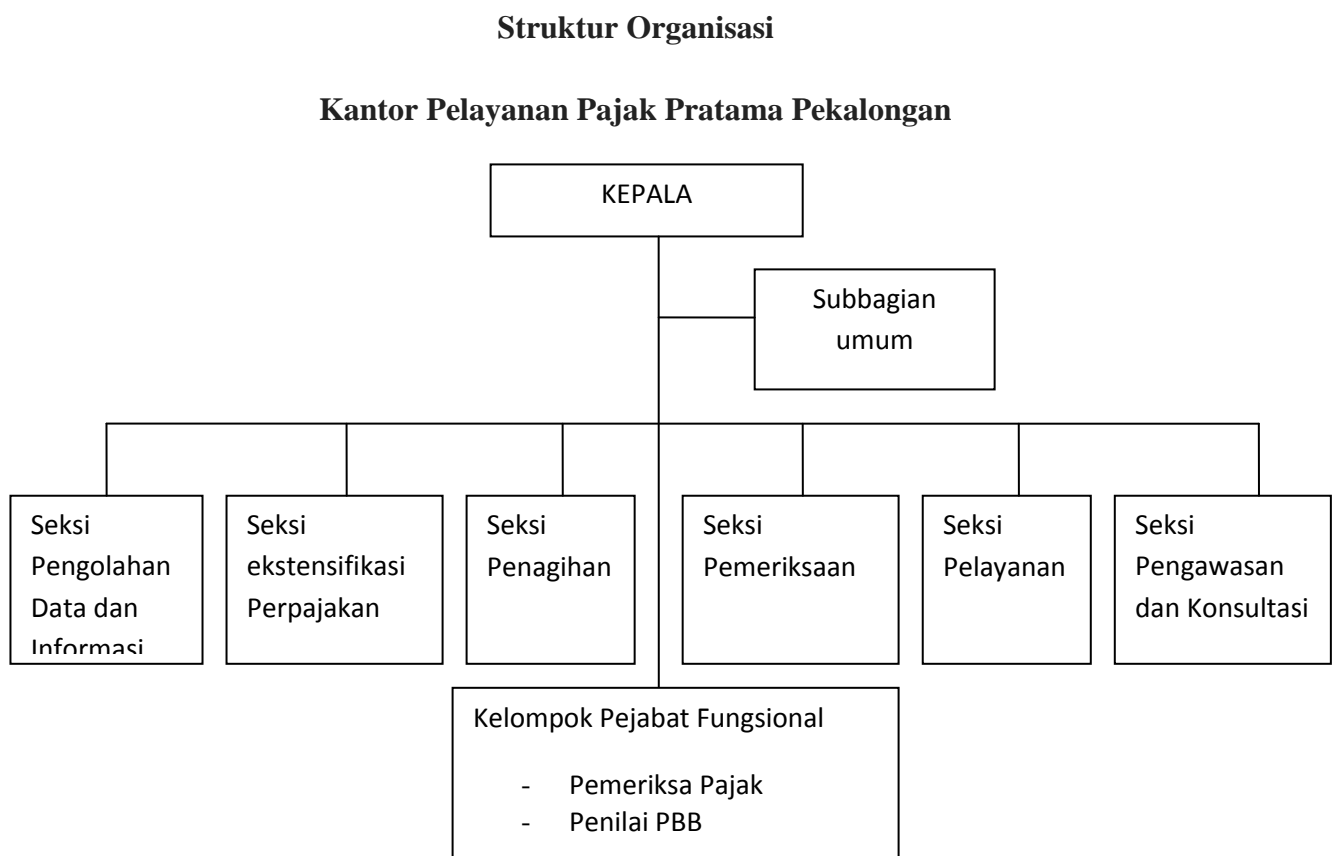 Struktur Organisasi
Kantor Pelayanan Pajak Pratama Pekalongan
KEPALA
Subbagian
umum
Seksi
Pengolahan
Data dan
Informasi
Seksi
ekstensifikasi
Perpajakan
Seksi
Penagihan
Seksi
Pemeriksaan
Seksi
Pelayanan
Seksi
Pengawasan
dan Konsultasi
Kelompok Pejabat Fungsional
- Pemeriksa Pajak
- Penilai PBB